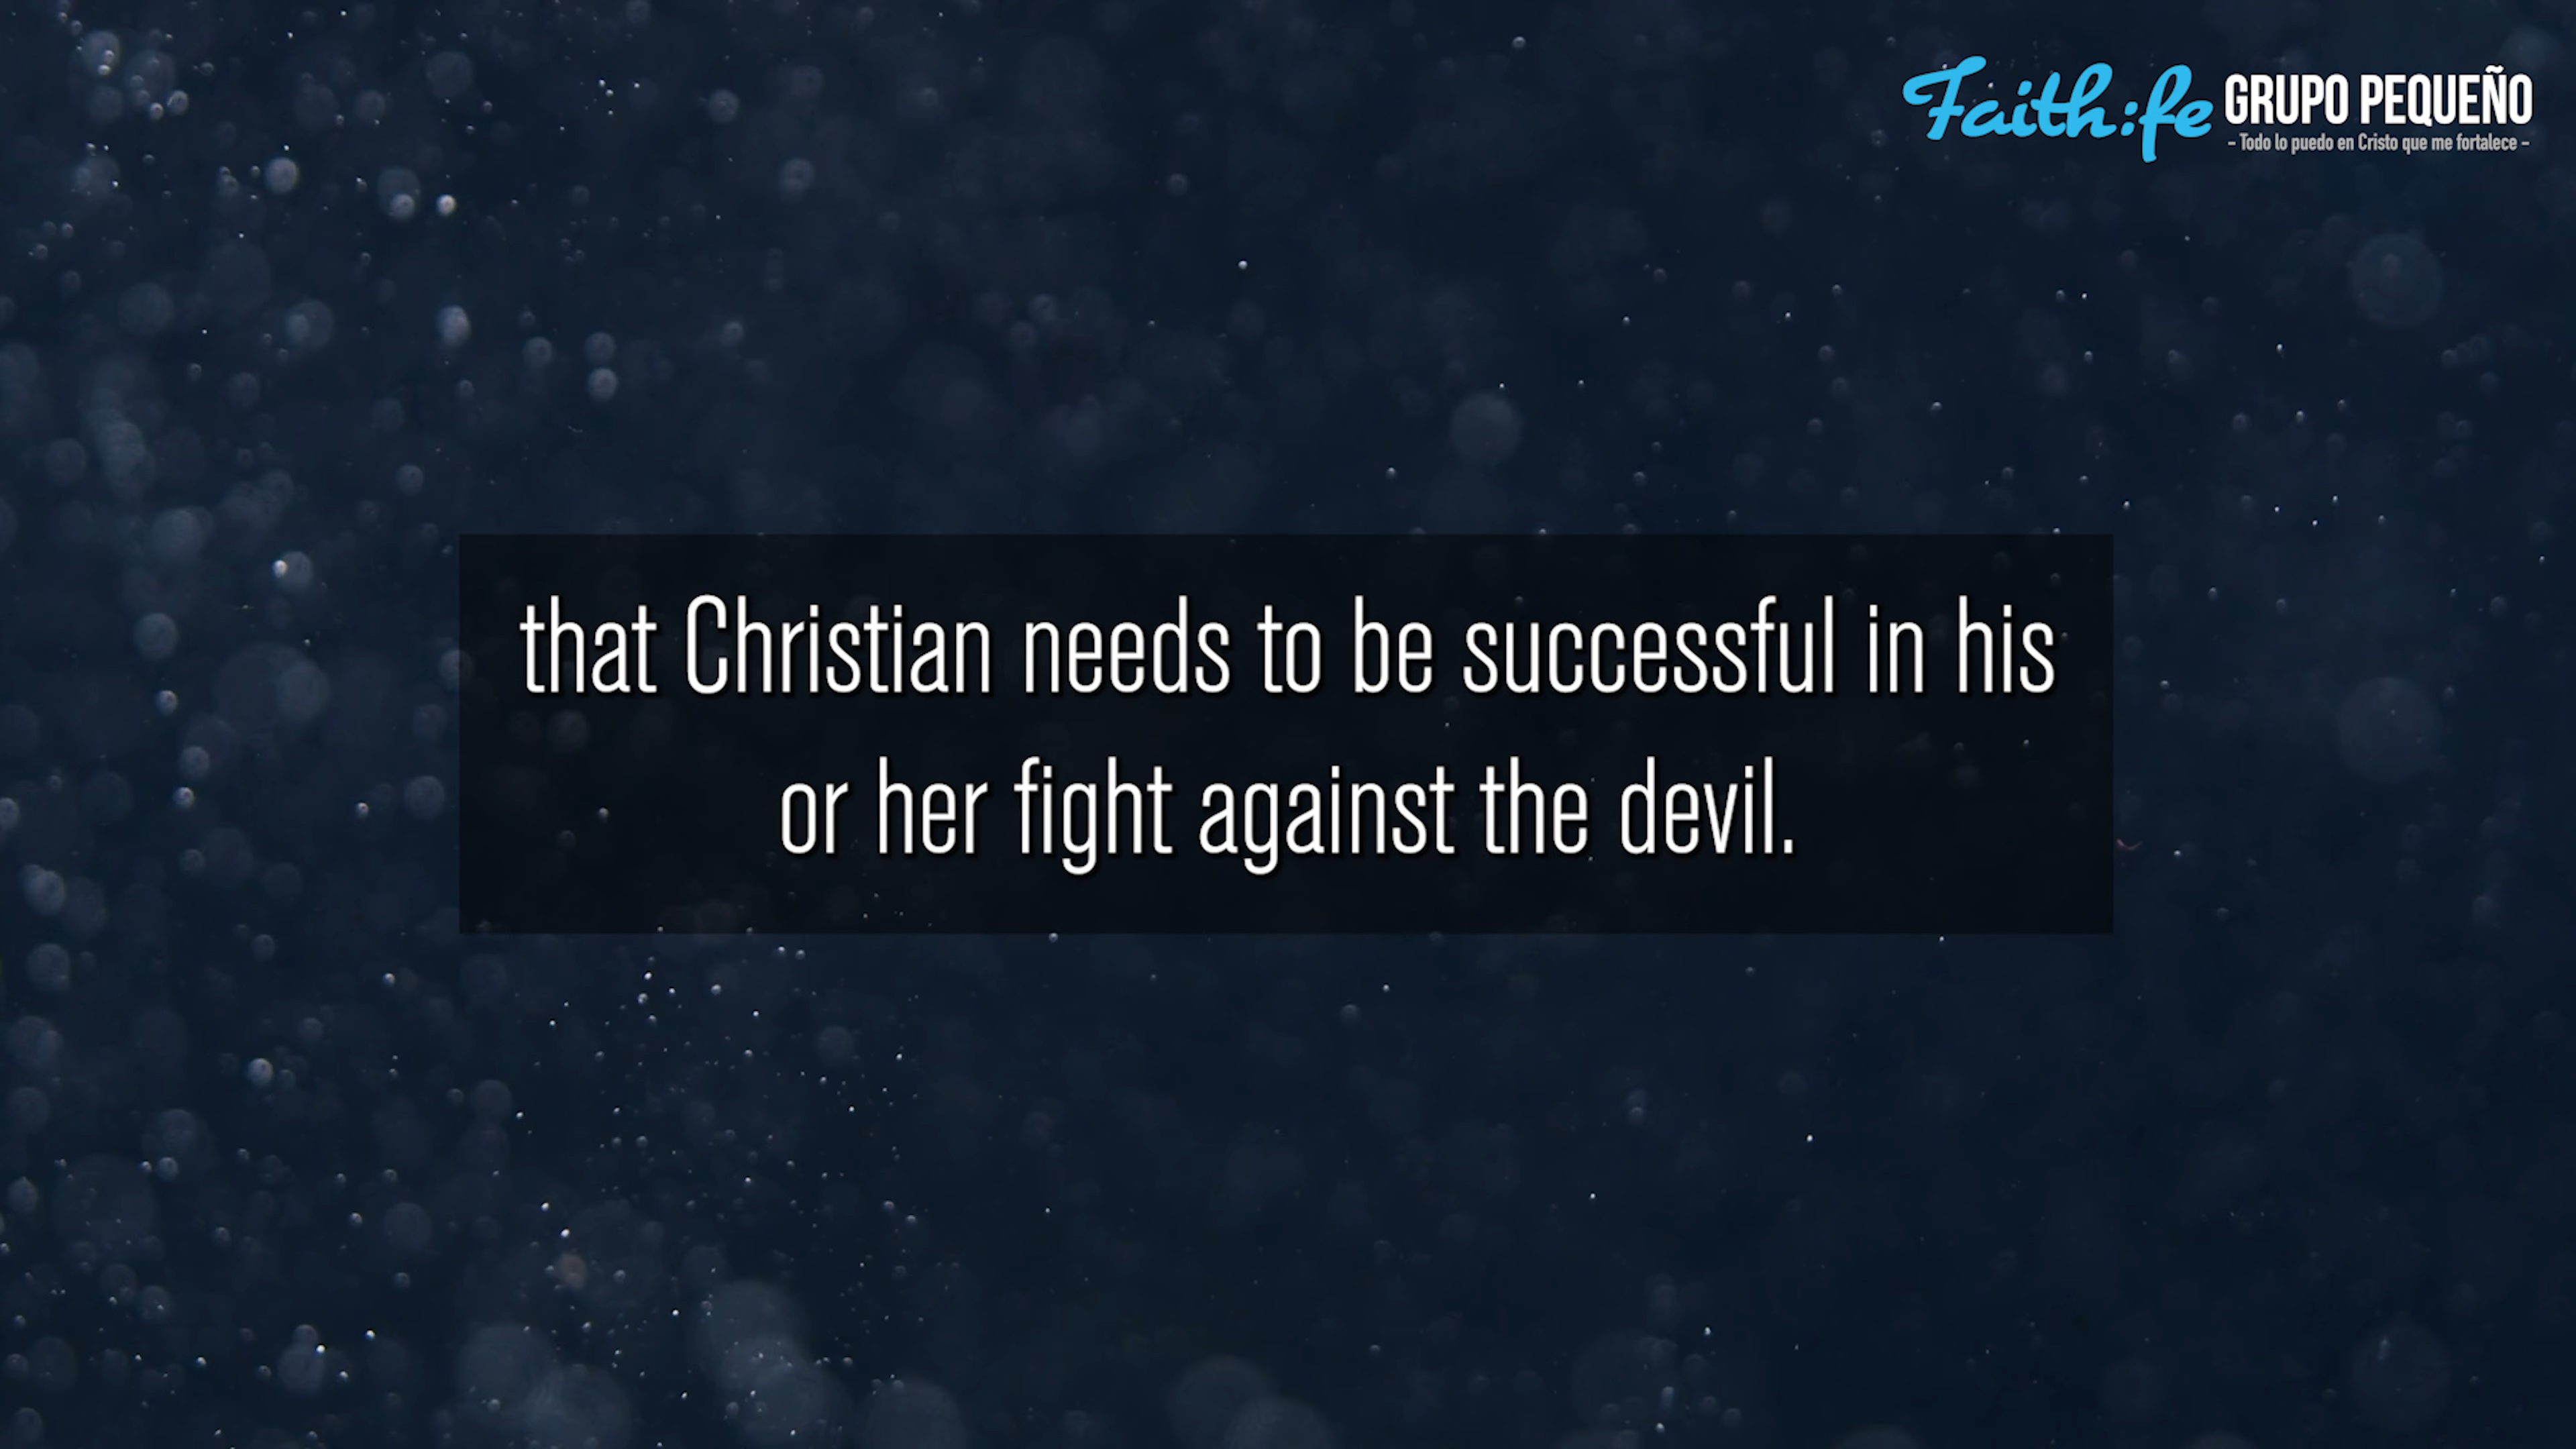 Faith:fe GRUPO PEQUEÑO
- Todo lo puedo en Cristo que me fortalece -
that Christian needs to be successful in his
or her fight against the devil.